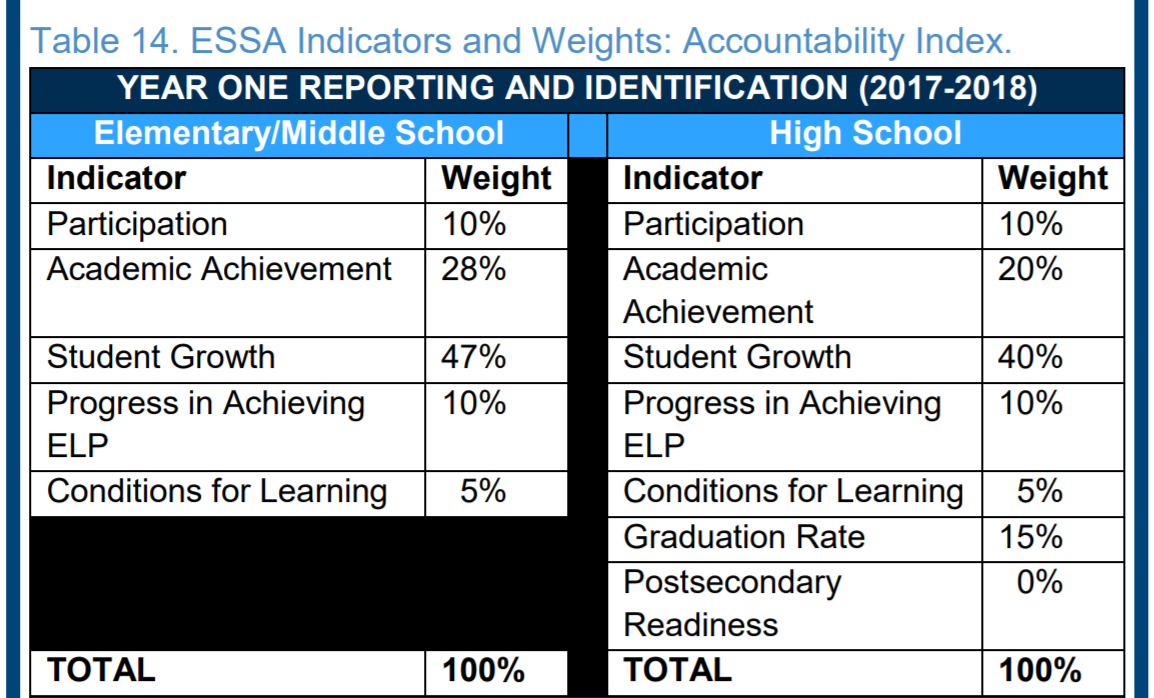 Table 14. ESSA Indicators and Weights: Accountability Index.
YEAR ONE REPORTING AND IDENTIFICATION (2017-2018)
Elementary/Middle School High School
Indicator Weight Indicator Weight
Participation 10% Participation 10%
Academic Achievement 28% Academic 20%
Achievement
Student Growth 47% Student Growth 40%
Progress in Achieving 10% Progress in Achieving 10%
ELP ELP
Conditions for Learning 5% Conditions for Learning 5%
Graduation Rate 15%
Postsecondary 0%
Readiness
TOTAL 100% TOTAL 100%